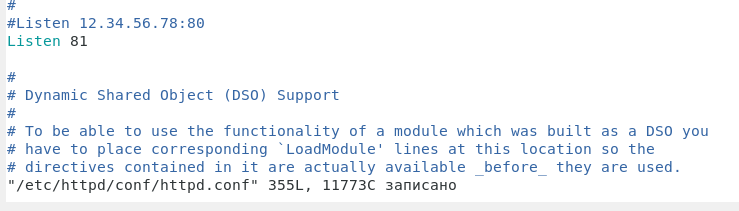 #
#Listen 12.34.56.78:80
Listen 81
#
# Dynamic Shared Object (DSO) Support
#
# To be able to use the functionality of a module which was built as a DSO you
# have to place corresponding `LoadModule' lines at this location so the
# directives contained in it are actually available _before_ they are used.
"/etc/httpd/conf/httpd.conf" 355L, 11773C записано